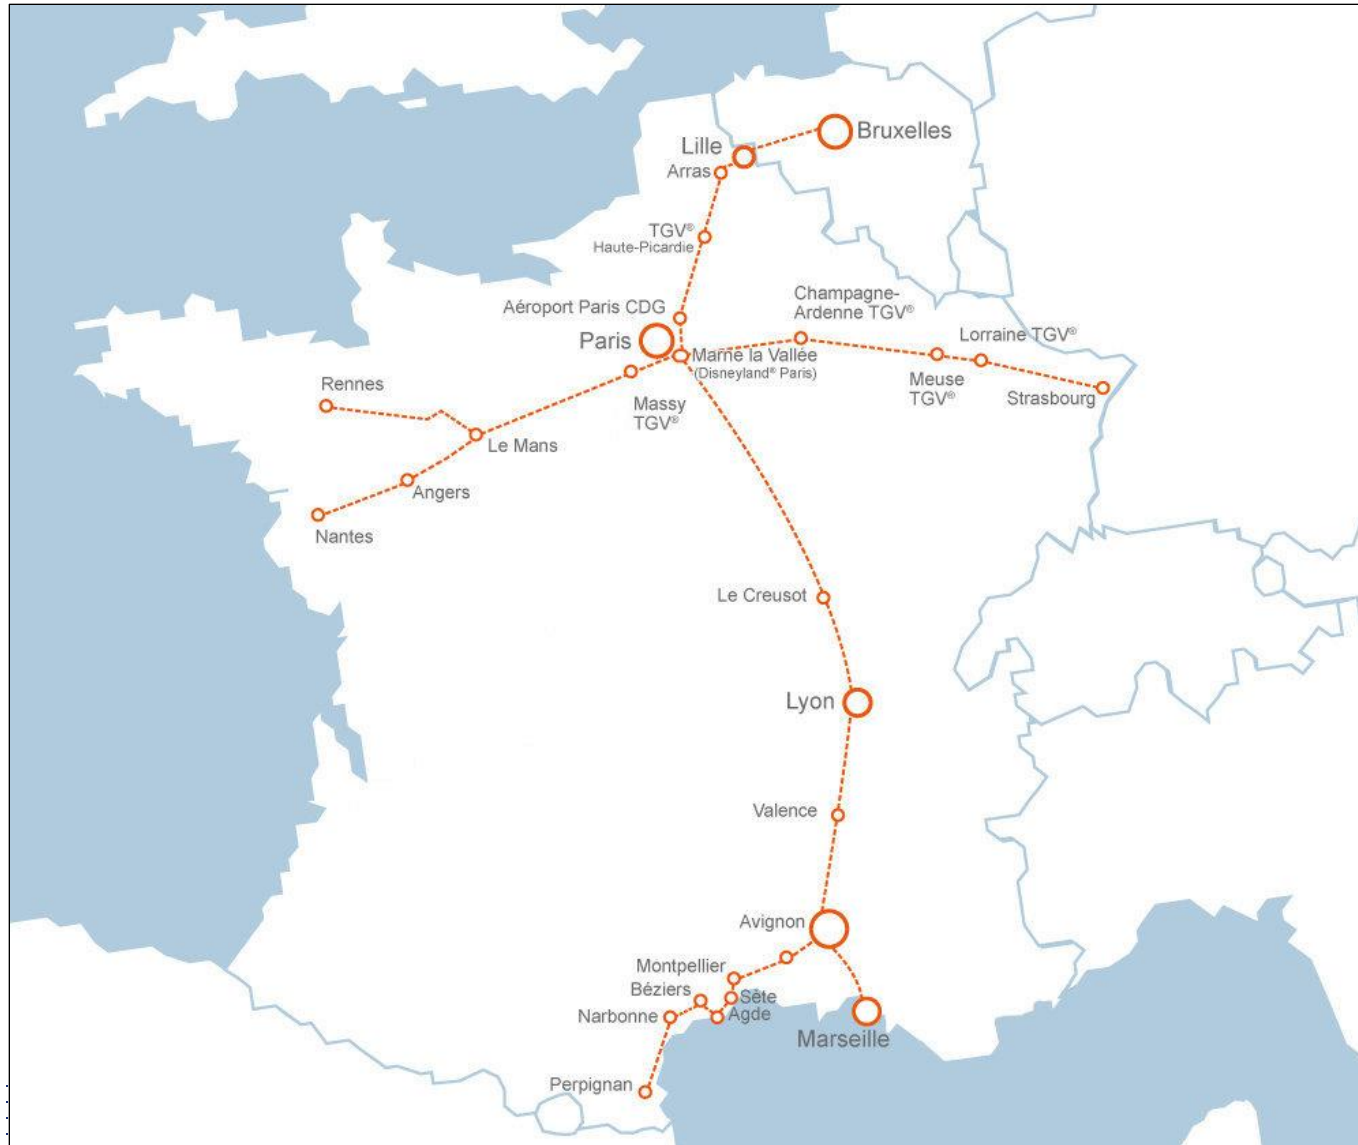 Bruxelles
Lille
Arras
TGV®
Haute-Picardie
Aéroport Paris CDG
Paris
Champagne-
Ardenne TGV®
Lorraine TGV®
Marne la Vallée
(Disneyland® Paris)
Meuse
TGV®
Strasbourg
Massy
TGV®
Rennes
Le Mans
Angers
Nantes
Le Creusot
Lyon
Valence
Avignon
Montpellier
Béziers
Sète
Narbonne
Agde
Marseille
Perpignan